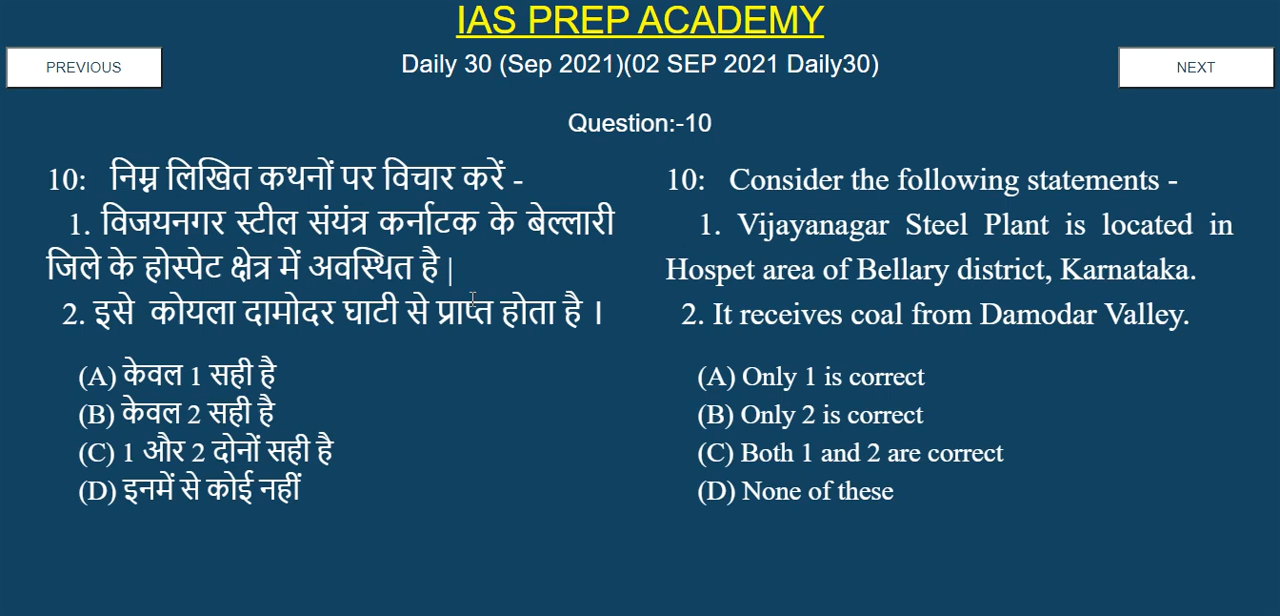 IAS PREP ACADEMY
PREVIOUS
Daily 30 (Sep 2021)(02 SEP 2021 Daily30)
NEXT
Question:-10
10: निम्न लिखित कथनों पर विचार करें -
1. विजयनगर स्टील संयंत्र कर्नाटक के बेल्लारी
जिले के होस्पेट क्षेत्र में अवस्थित है |
2. इसे कोयला दामोदर घाटी से प्राप्त होता है ।
(A) केवल 1 सही है
(B) केवल 2 सही है
(C) 1 और 2 दोनों सही है
(D) इनमें से कोई नहीं
10: Consider the following statements -
1. Vijayanagar Steel Plant is located in
Hospet area of Bellary district, Karnataka.
2. It receives coal from Damodar Valley.
(A) Only 1 is correct
(B) Only 2 is correct
(C) Both 1 and 2 are correct
(D) None of these